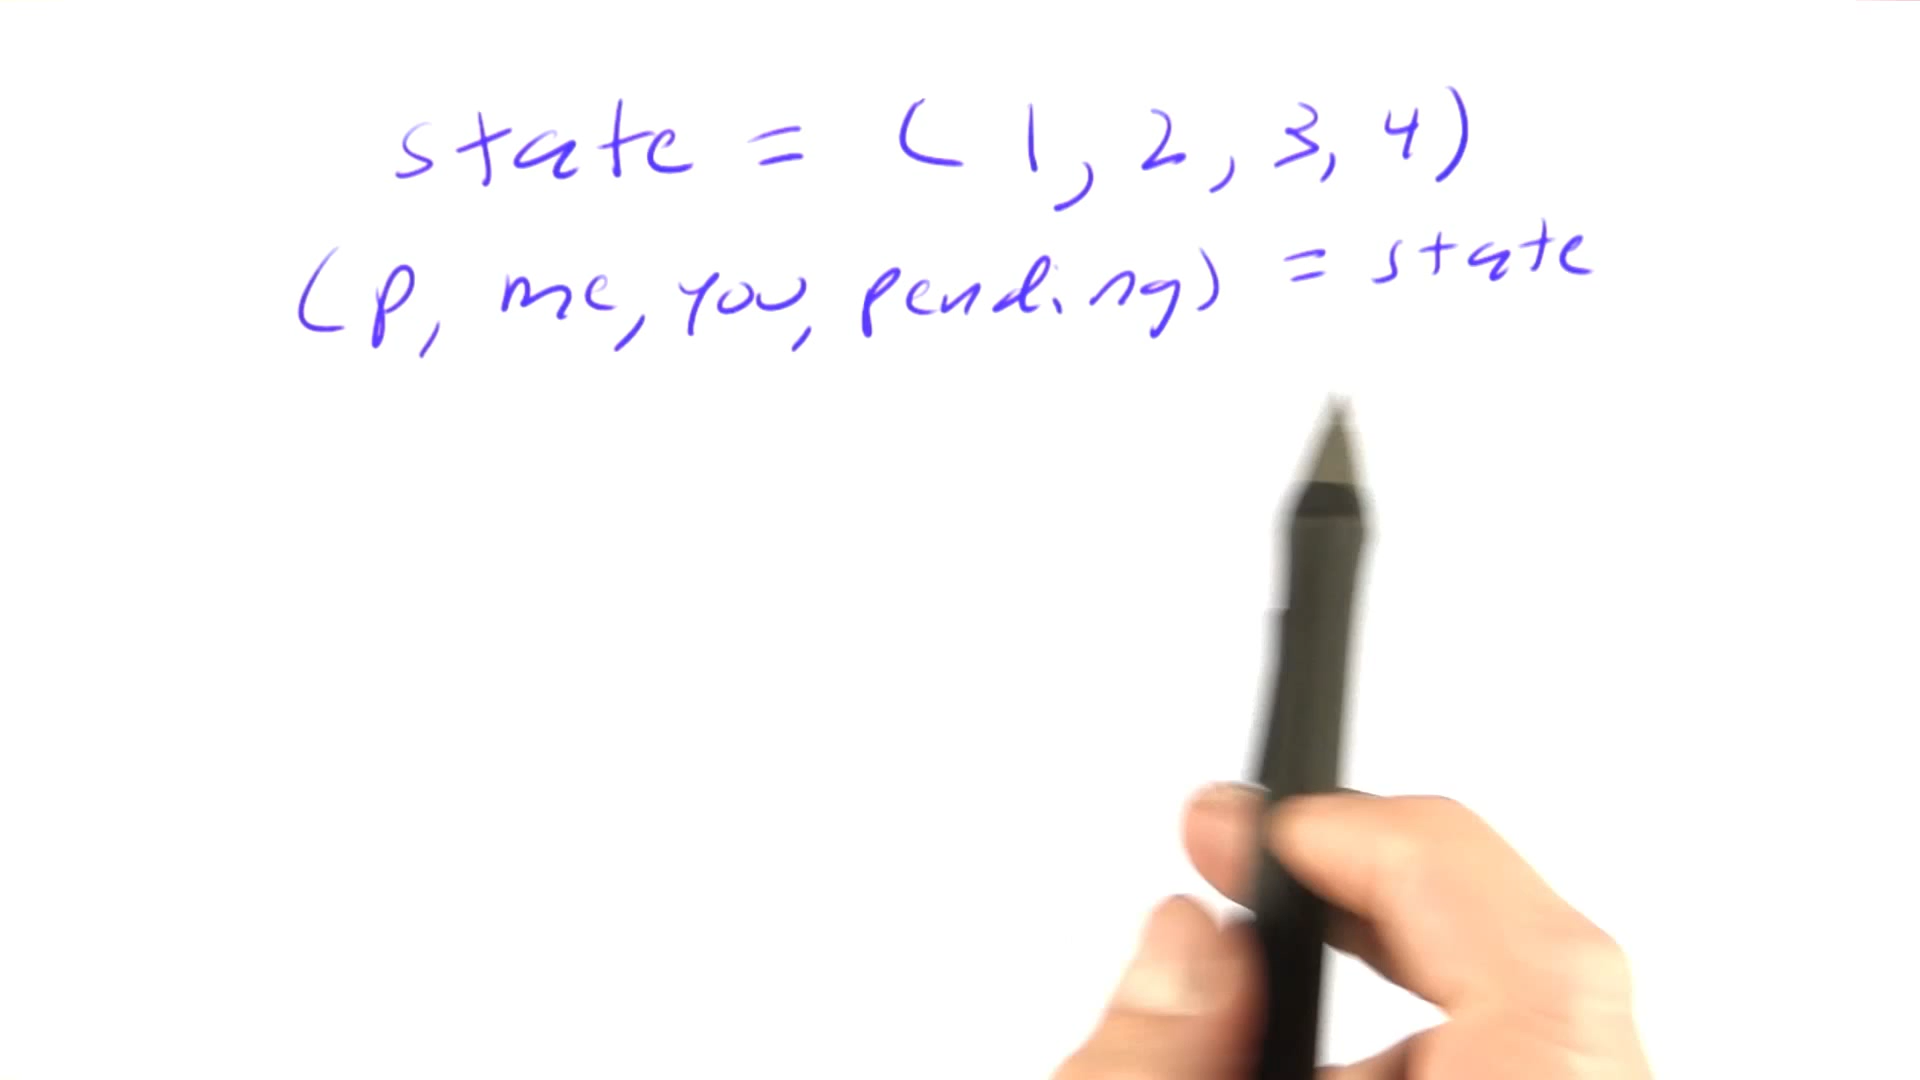 state = (1, 2, 3, 4)
(p, me, you, pending) = state